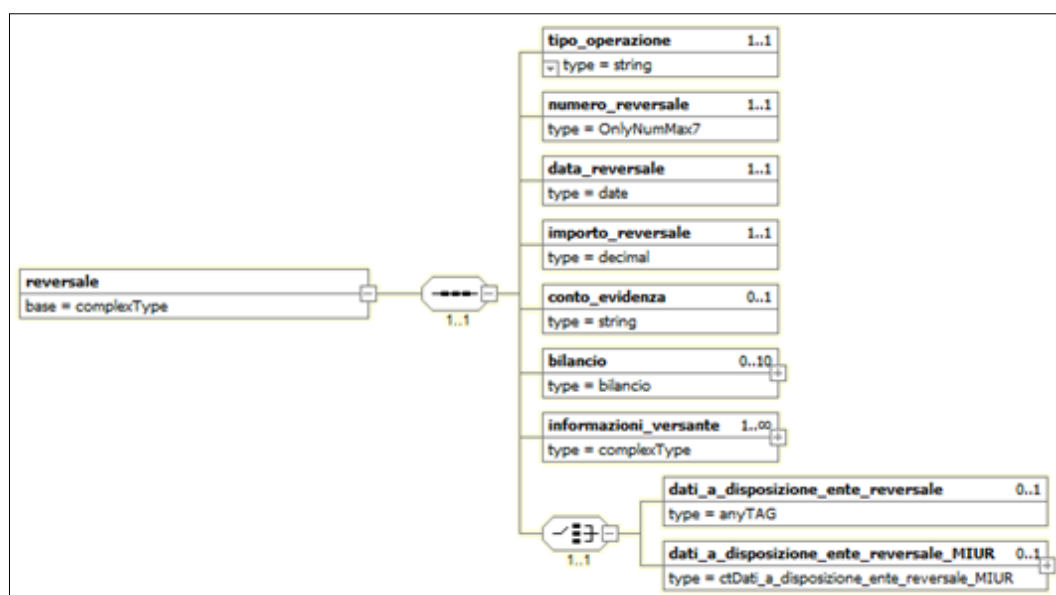 tipo_operazione 1..1
type = string
numero_reversale 1..1
type = OnlyNumMax7
data_reversale 1..1
type = date
importo_reversale 1..1
type = decimal
reversale
base = complexType
1..1
conto_evidenza 0..1
type = string
bilancio 0..10
type = bilancio
informazioni_versante 1..∞
type = complexType
1..1
dati_a_disposizione_ente_reversale 0..1
type = anyTAG
dati_a_disposizione_ente_reversale_MIUR 0..1
type = ctDati_a_disposizione_ente_reversale_MIUR